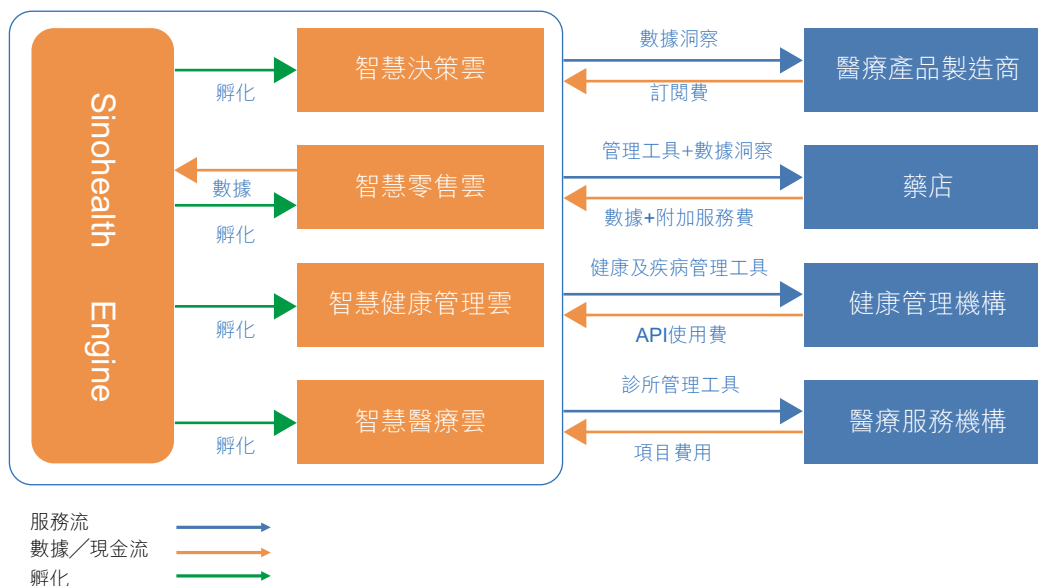 Sinohealth Engine
孵化
智慧決策雲
數據洞察
訂閱費
醫療產品製造商
數據
孵化
智慧零售雲
管理工具+數據洞察
數據+附加服務費
藥店
孵化
智慧健康管理雲
健康及疾病管理工具
API使用費
健康管理機構
孵化
智慧醫療雲
診所管理工具
項目費用
醫療服務機構
服務流
數據／現金流
孵化